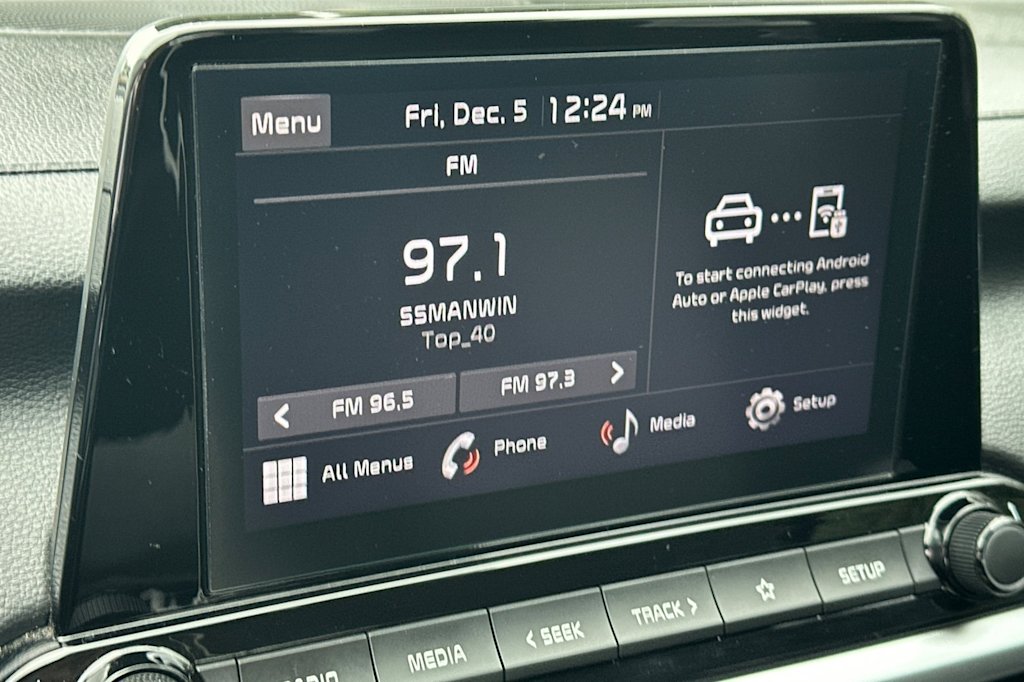 Menu
Fri, Dec. 5 12:24 PM
FM
97.1
SSMANWIN
Top_40
< FM 96.5
FM 97.3 >
To start connecting Android
Auto or Apple CarPlay, press
this widget.
All Menus
Phone
Media
Setup
RADIO
MEDIA
< SEEK
TRACK >
SETUP